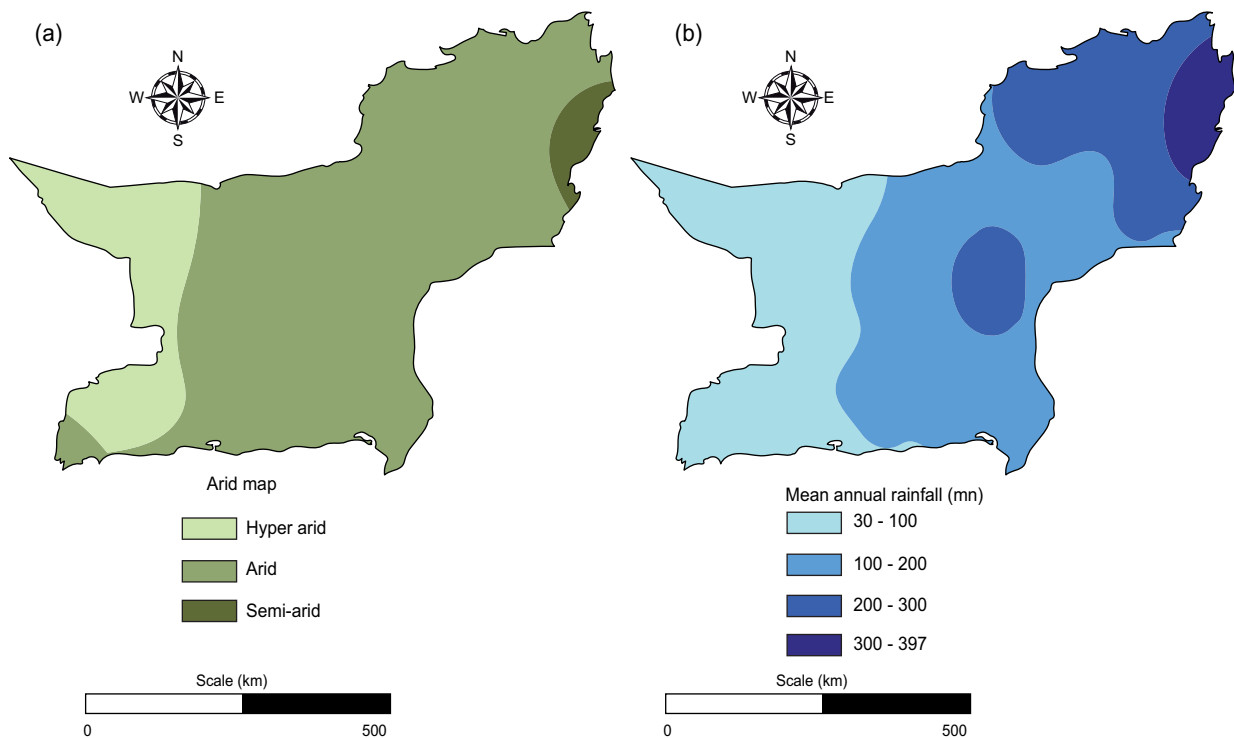 (a)
N
W E
S
Arid map
Hyper arid
Arid
Semi-arid
Scale (km)
0 500
(b)
N
W E
S
Mean annual rainfall (mn)
30 - 100
100 - 200
200 - 300
300 - 397
Scale (km)
0 500